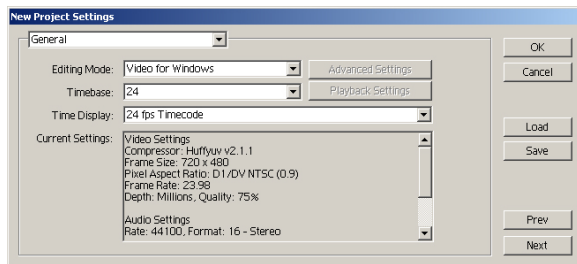 New Project Settings
General
OK
Editing Mode: Video for Windows Advanced Settings
Cancel
Timebase: 24 Playback Settings
Time Display: 24 fps Timecode
Load
Current Settings: Video Settings
Compressor: Huffyuv v2.1.1
Save
Frame Size: 720 x 480
Pixel Aspect Ratio: D1/DV NTSC (0.9)
Frame Rate: 23.98
Depth: Millions, Quality: 75%
Audio Settings
Prev
Rate: 44100, Format: 16 - Stereo
Next